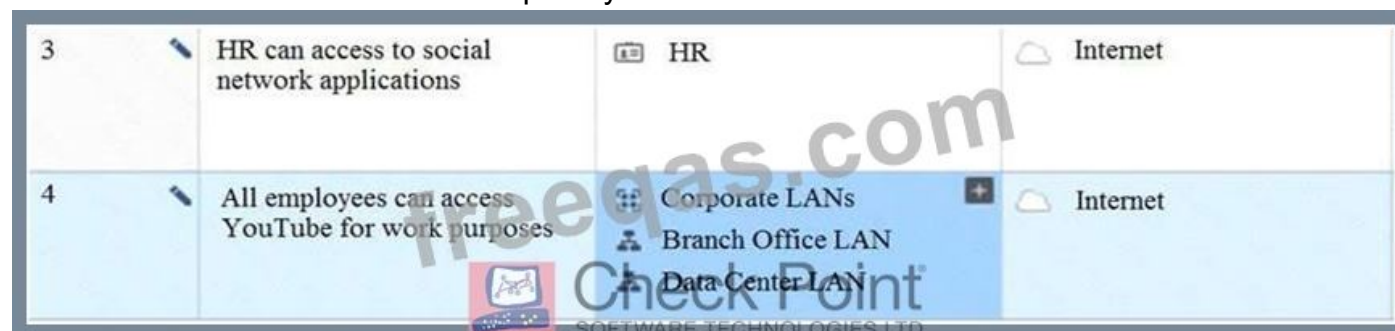 3 HR can access to social HR Internet
network applications
4 All employees can access Corporate LANs Internet
YouTube for work purposes Branch Office LAN
Data Center LAN
freeqas.com
Check Point
SOFTWARE TECHNOLOGIES LTD